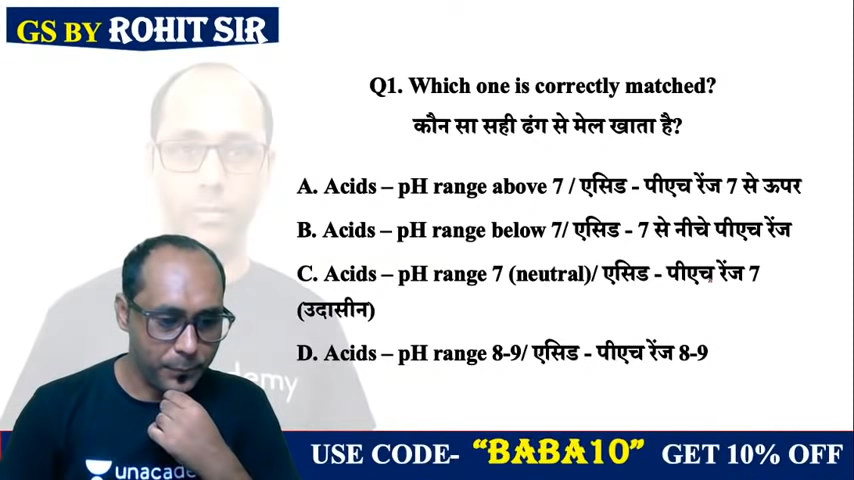 GS BY ROHIT SIR
Q1. Which one is correctly matched?
कौन सा सही ढंग से मेल खाता है?
A. Acids – pH range above 7 / एसिड - पीएच रेंज 7 से ऊपर
B. Acids – pH range below 7/ एसिड - 7 से नीचे पीएच रेंज
C. Acids – pH range 7 (neutral)/ एसिड - पीएच रेंज 7
(उदासीन)
D. Acids – pH range 8-9/ एसिड - पीएच रेंज 8-9
unacade
USE CODE- “BABA10” GET 10% OFF